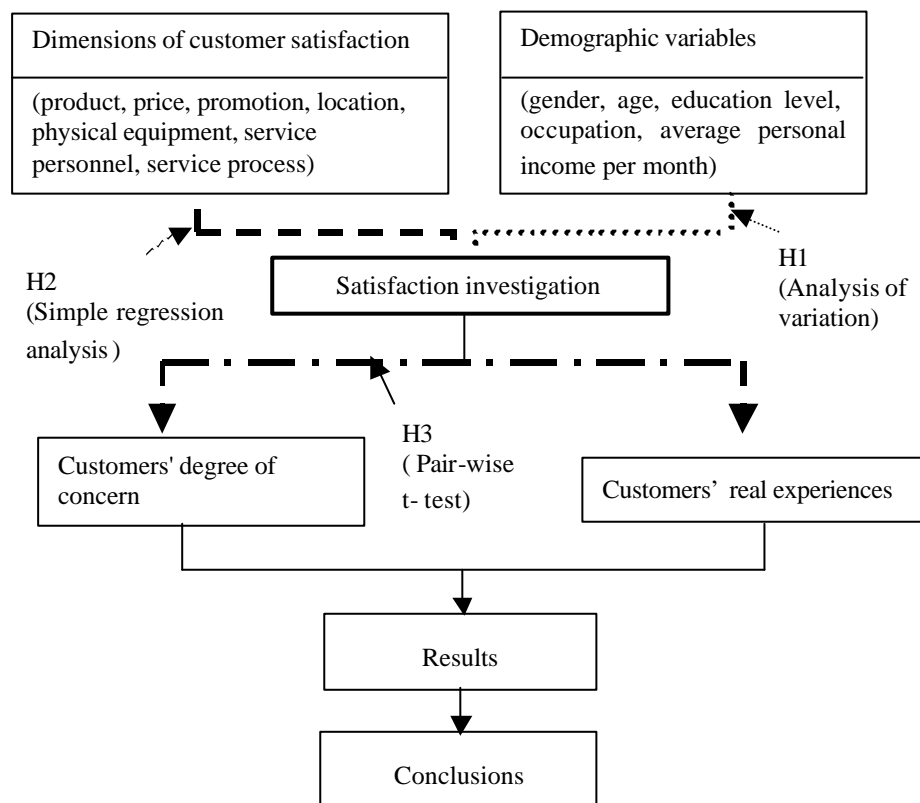 Dimensions of customer satisfaction
(product, price, promotion, location,
physical equipment, service
personnel, service process)
Demographic variables
(gender, age, education level,
occupation, average personal
income per month)
H2
(Simple regression
analysis )
Satisfaction investigation
H1
(Analysis of
variation)
H3
( Pair-wise
t- test)
Customers' degree of
concern
Customers’ real experiences
Results
Conclusions